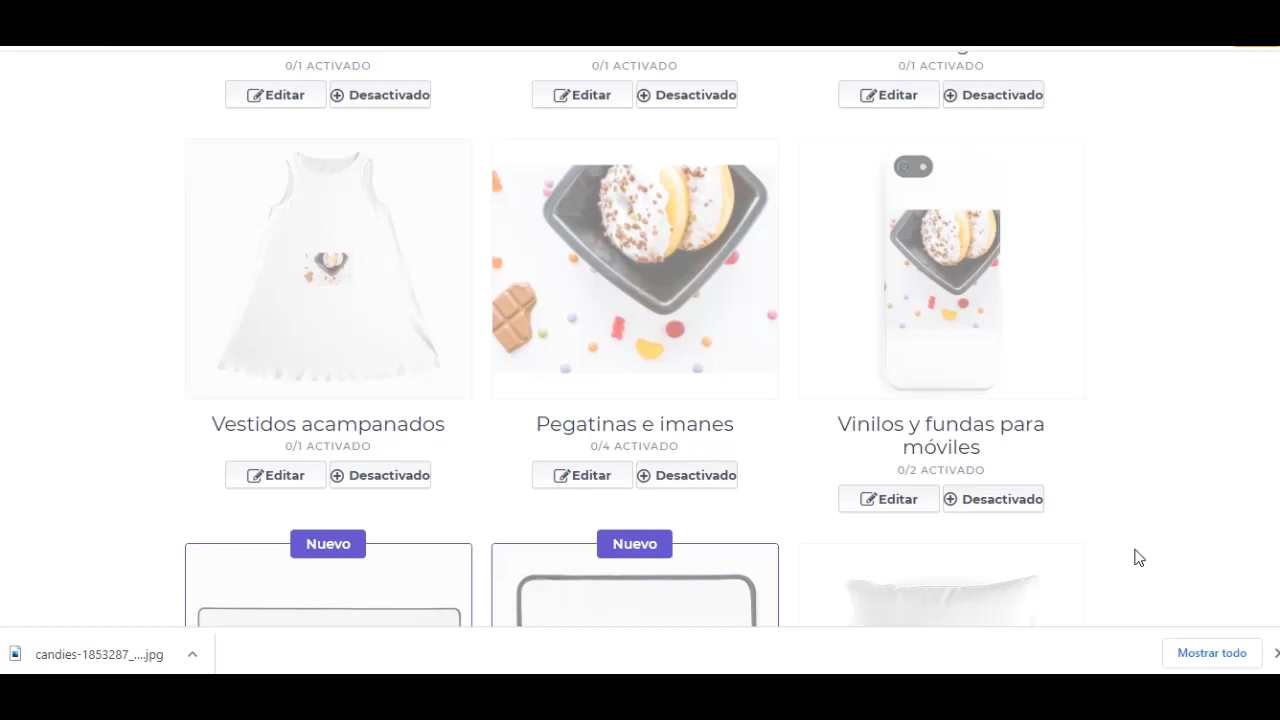 0/1 ACTIVADO
0/1 ACTIVADO
0/1 ACTIVADO
Editar
Desactivado
Editar
Desactivado
Editar
Desactivado
Vestidos acampanados
0/1 ACTIVADO
Editar
Desactivado
Pegatinas e imanes
0/4 ACTIVADO
Editar
Desactivado
Vinilos y fundas para
móviles
0/2 ACTIVADO
Editar
Desactivado
Nuevo
Nuevo
candies-1853287_....jpg
Mostrar todo